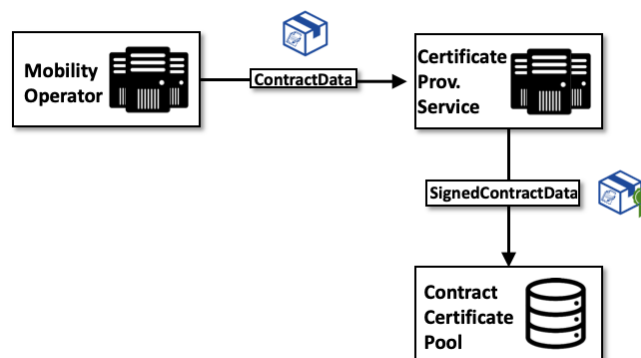 Mobility
Operator
ContractData
Certificate
Prov.
Service
SignedContractData
Contract
Certificate
Pool